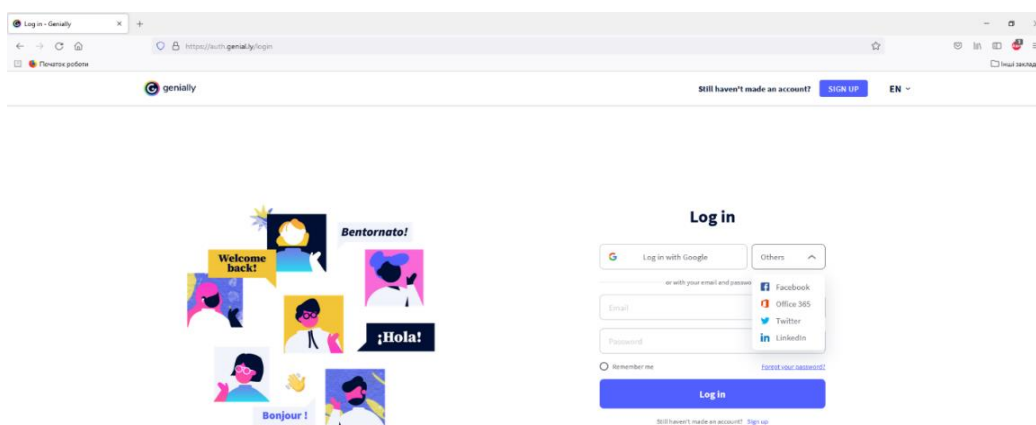 Log in - Genially
https://auth.genial.ly/login
Початок роботи
Інші заклад
genially
Still haven't made an account? SIGN UP EN
Bentornato!
Welcome
back!
¡Hola!
Bonjour !
Log in
Log in with Google Others
or with your email and passwo
Facebook
Office 365
Twitter
LinkedIn
Email
Password
Remember me Forgot your password?
Log in
Still haven't made an account? Sign up